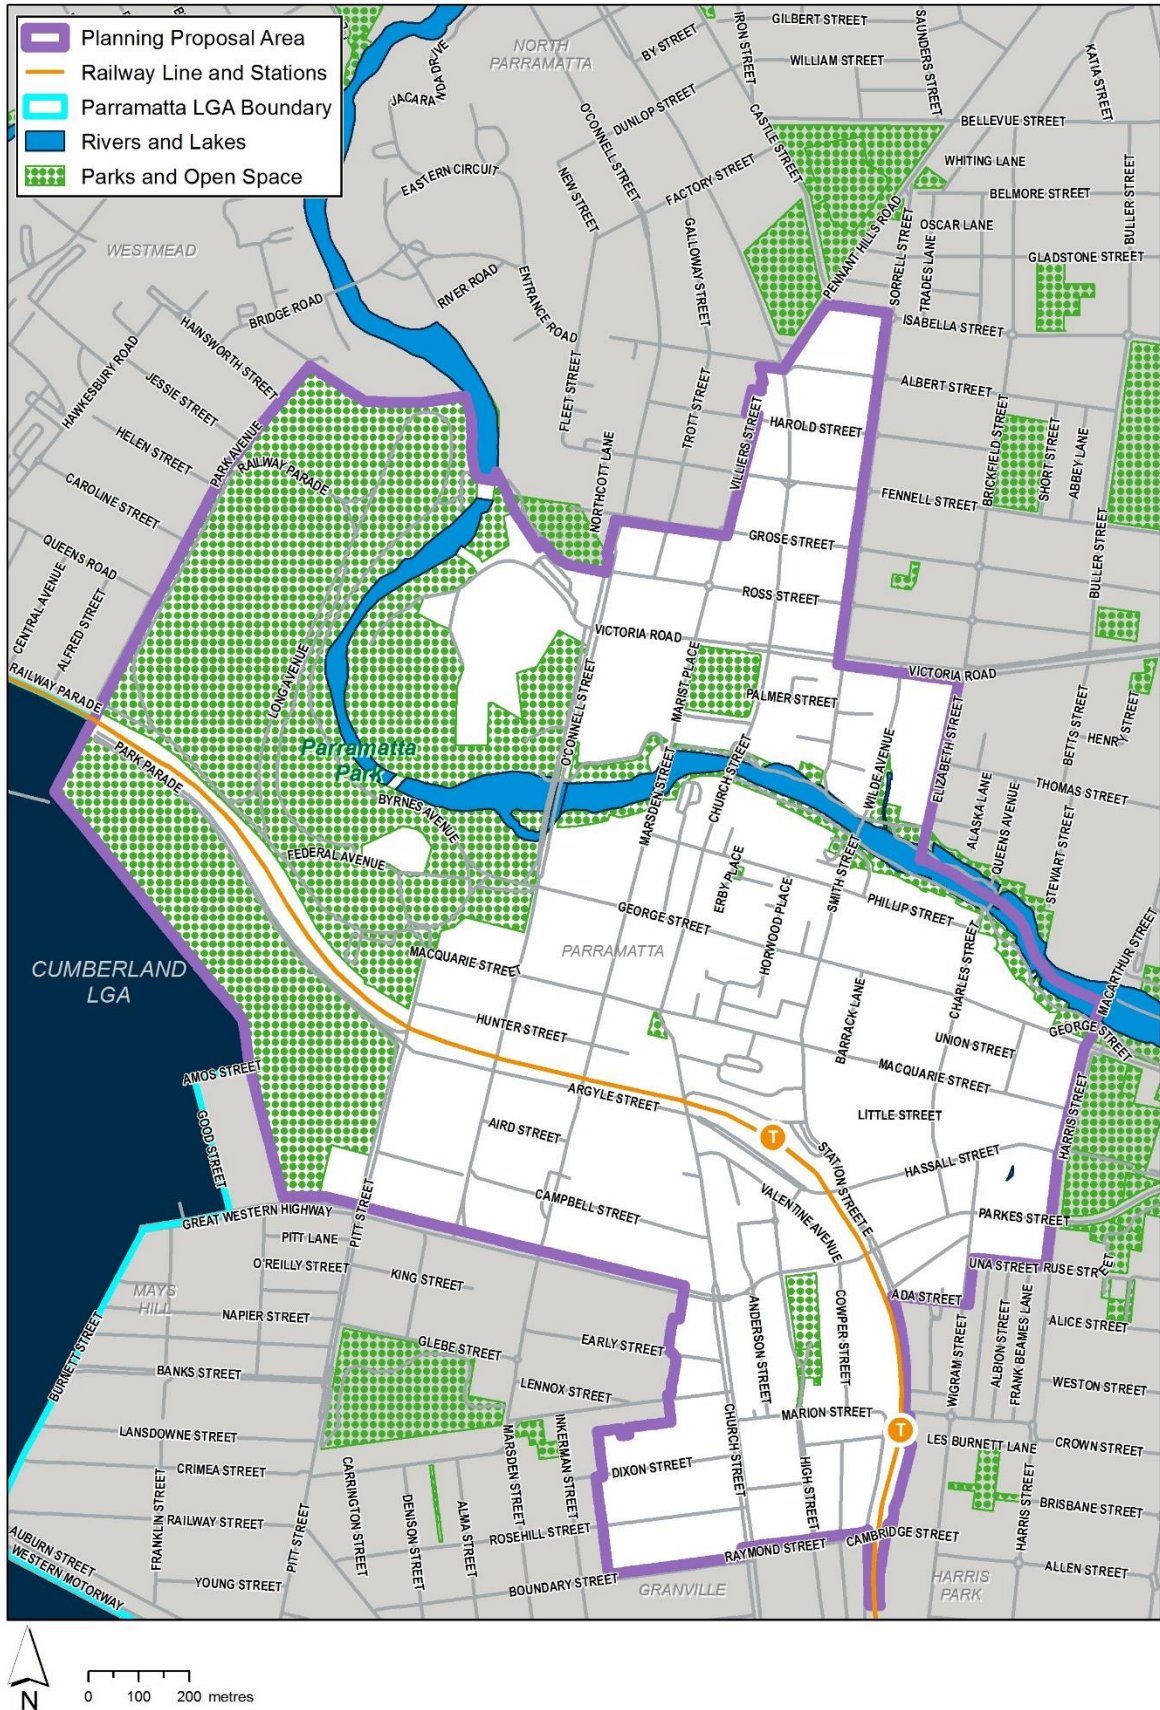 Planning Proposal Area
Railway Line and Stations
Parramatta LGA Boundary
Rivers and Lakes
Parks and Open Space
NORTH
PARRAMATTA
BY STREET
IRON STREET
GILBERT STREET
SAUNDERS STREET
KATIA STREET
WILLIAM STREET
JACARA
NDA DRIVE
O'CONNELL STREET
DUNLOP STREET
CASTLE STREET
BELLEVUE STREET
WHITING LANE
EASTERN CIRCUIT
NEW STREET
FACTORY STREET
BELMORE STREET
BULLER STREET
OSCAR LANE
PENNANT HILLS ROAD
SORRELL STREET
TRADES LANE
GLADSTONE STREET
WESTMEAD
GALLOWAY STREET
RIVER ROAD
ENTRANCE ROAD
BRIDGE ROAD
HAINSWORTH STREET
ISABELLA STREET
HAWKESBURY ROAD
JESSIE STREET
FLEET STREET
TROTT STREET
ALBERT STREET
HELEN STREET
PARK AVENUE
RAILWAY PARADE
NORTHCOTT LANE
VILLIERS STREET
HAROLD STREET
BRICKFIELD STREET
SHORT STREET
ABBEY LANE
CAROLINE STREET
FENNELL STREET
GROSE STREET
BULLER STREET
QUEENS ROAD
CENTRAL AVENUE
ALFRED STREET
ROSS STREET
VICTORIA ROAD
VICTORIA ROAD
RAILWAY PARADE
LONG AVENUE
O'CONNELL STREET
MARIST PLACE
PALMER STREET
ELIZABETH STREET
BETTS STREET
HENRY STREET
PARK PARADE
Parramatta
Park
BYRNES AVENUE
MARSDEN STREET
CHURCH STREET
WILDE AVENUE
THOMAS STREET
ALASKA LANE
QUEENS AVENUE
STEWART STREET
FEDERAL AVENUE
ERBY PLACE
HORWOOD PLACE
SMITH STREET
PHILLIP STREET
GEORGE STREET
CHARLES STREET
MACARTHUR STREET
CUMBERLAND
LGA
MACQUARIE STREET
PARRAMATTA
HUNTER STREET
BARRACK LANE
UNION STREET
GEORGE STREET
MACQUARIE STREET
AMOS STREET
ARGYLE STREET
LITTLE STREET
HARRIS STREET
GOOD STREET
AIRD STREET
T
STATION STREET E
HASSALL STREET
VALENTINE AVENUE
CAMPBELL STREET
PARKES STREET
GREAT WESTERN HIGHWAY
PITT STREET
PITT LANE
O'REILLY STREET
KING STREET
UNA STREET
RUSE STREET
MAYS
HILL
ADA STREET
NAPIER STREET
ANDERSON STREET
COWPER STREET
WIGRAM STREET
ALBION STREET
FRANK BEAMES LANE
ALICE STREET
BURNETT STREET
GLEBE STREET
EARLY STREET
BANKS STREET
LENNOX STREET
WESTON STREET
CHURCH STREET
MARION STREET
T
LANSDOWNE STREET
MARSDEN STREET
INKERMAN STREET
LES BURNETT LANE
CROWN STREET
CRIMEA STREET
CARRINGTON STREET
DIXON STREET
HIGH STREET
HARRIS STREET
FRANKLIN STREET
RAILWAY STREET
PITT STREET
DENISON STREET
ALMA STREET
ROSEHILL STREET
BRISBANE STREET
AUBURN STREET
WESTERN MOTORWAY
RAYMOND STREET
CAMBRIDGE STREET
YOUNG STREET
BOUNDARY STREET
GRANVILLE
HARRIS
PARK
ALLEN STREET
N
0 100 200 metres